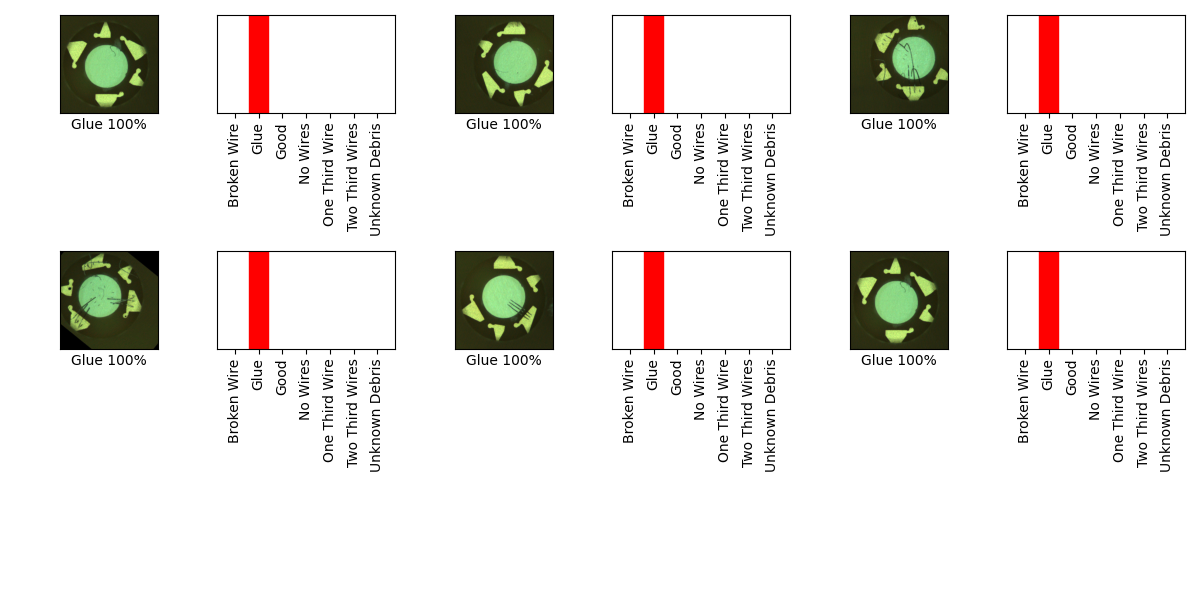 Glue 100%
Broken Wire
Glue
Good
No Wires
One Third Wire
Two Third Wires
Unknown Debris
Glue 100%
Broken Wire
Glue
Good
No Wires
One Third Wire
Two Third Wires
Unknown Debris
Glue 100%
Broken Wire
Glue
Good
No Wires
One Third Wire
Two Third Wires
Unknown Debris
Glue 100%
Broken Wire
Glue
Good
No Wires
One Third Wire
Two Third Wires
Unknown Debris
Glue 100%
Broken Wire
Glue
Good
No Wires
One Third Wire
Two Third Wires
Unknown Debris
Glue 100%
Broken Wire
Glue
Good
No Wires
One Third Wire
Two Third Wires
Unknown Debris